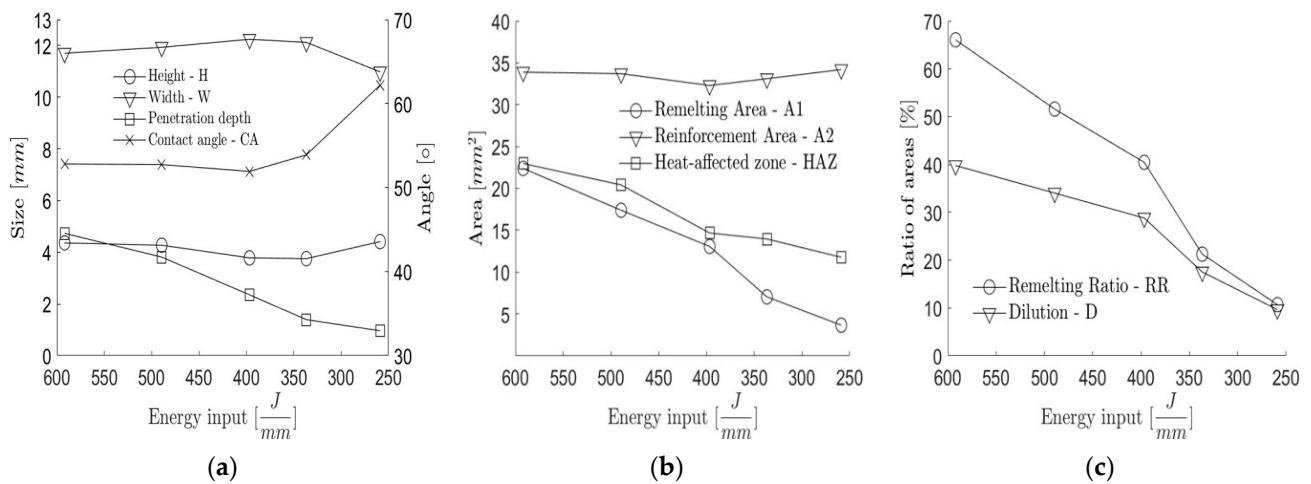 13
12
10
8
6
4
2
0
Size [mm]
70
60
50
40
30
Angle [○]
Height - H
Width - W
Penetration depth
Contact angle - CA
600 550 500 450 400 350 300 250
Energy input [J/mm]
(a)
40
35
30
25
20
15
10
5
0
Area [mm²]
Remelting Area - A1
Reinforcement Area - A2
Heat-affected zone - HAZ
600 550 500 450 400 350 300 250
Energy input [J/mm]
(b)
70
60
50
40
30
20
10
0
Ratio of areas [%]
Remelting Ratio - RR
Dilution - D
600 550 500 450 400 350 300 250
Energy input [J/mm]
(c)